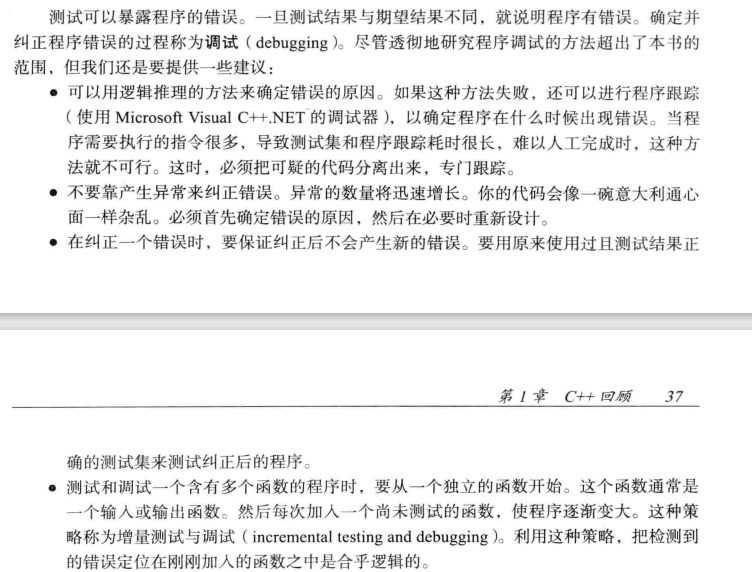 测试可以暴露程序的错误。一旦测试结果与期望结果不同，就说明程序有错误。确定并
纠正程序错误的过程称为调试（debugging）。尽管透彻地研究程序调试的方法超出了本书的
范围，但我们还是要提供一些建议：
● 可以用逻辑推理的方法来确定错误的原因。如果这种方法失败，还可以进行程序跟踪
（使用 Microsoft Visual C++.NET 的调试器），以确定程序在什么时候出现错误。当程
序需要执行的指令很多，导致测试集和程序跟踪耗时很长，难以人工完成时，这种方
法就不可行。这时，必须把可疑的代码分离出来，专门跟踪。
● 不要靠产生异常来纠正错误。异常的数量将迅速增长。你的代码会像一碗意大利通心
面一样杂乱。必须首先确定错误的原因，然后在必要时重新设计。
● 在纠正一个错误时，要保证纠正后不会产生新的错误。要用原来使用过且测试结果正
第 1 章 C++ 回顾 37
确的测试集来测试纠正后的程序。
● 测试和调试一个含有多个函数的程序时，要从一个独立的函数开始。这个函数通常是
一个输入或输出函数。然后每次加入一个尚未测试的函数，使程序逐渐变大。这种策
略称为增量测试与调试（incremental testing and debugging）。利用这种策略，把检测到
的错误定位在刚刚加入的函数之中是合乎逻辑的。